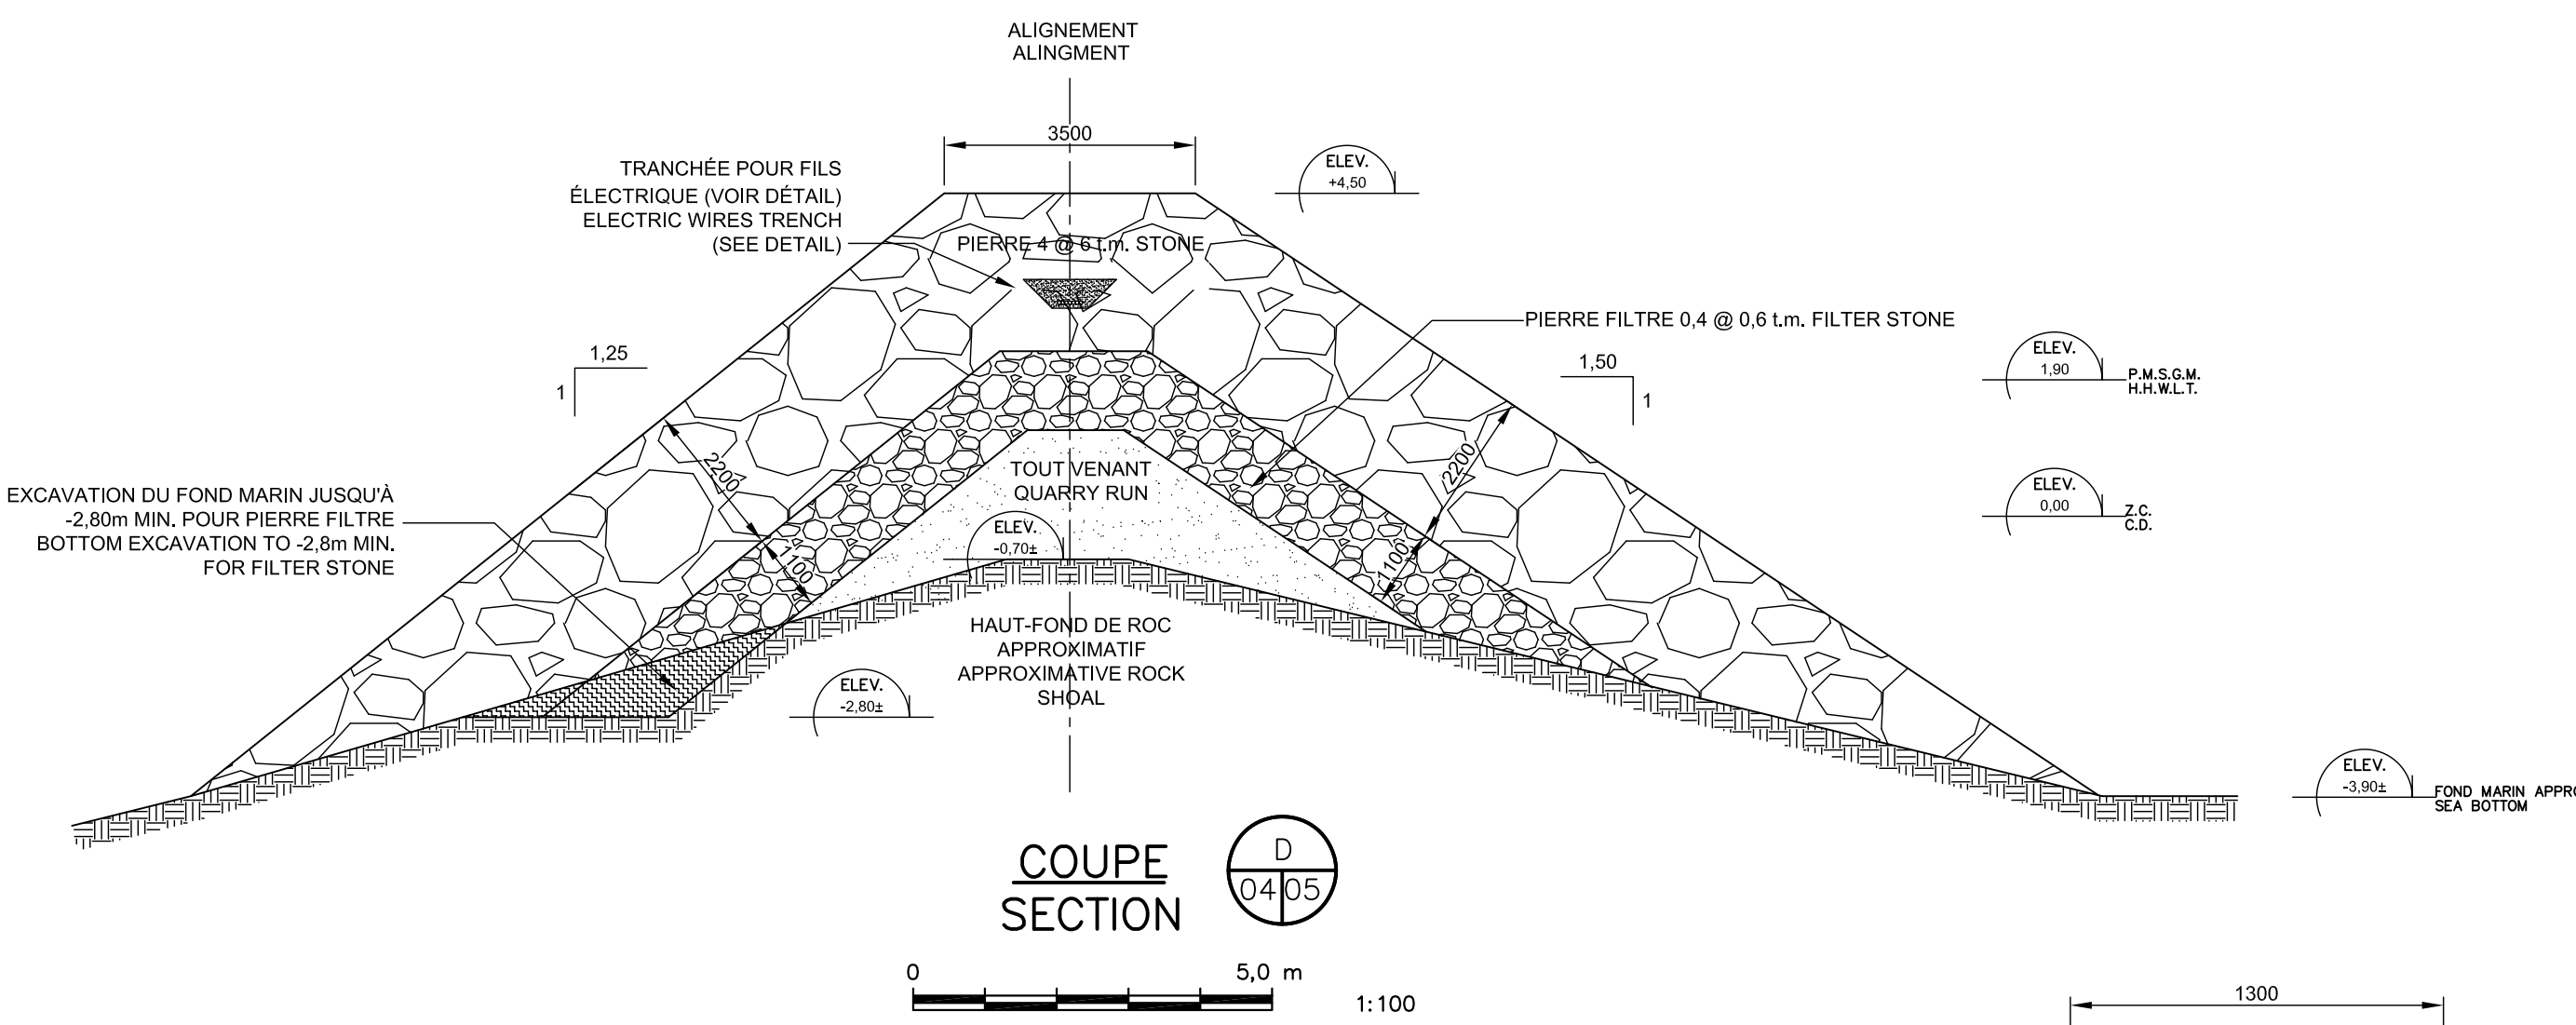 ALIGNEMENT
ALINGMENT
3500
TRANCHÉE POUR FILS
ÉLECTRIQUE (VOIR DÉTAIL)
ELECTRIC WIRES TRENCH
(SEE DETAIL)
ELEV.
+4,50
PIERRE 4 @ 6 t.m. STONE
PIERRE FILTRE 0,4 @ 0,6 t.m. FILTER STONE
1,25
1
1,50
1
ELEV.
1,90
P.M.S.G.M.
H.H.W.L.T.
2200
1100
2200
1100
TOUT VENANT
QUARRY RUN
EXCAVATION DU FOND MARIN JUSQU'À
-2,80m MIN. POUR PIERRE FILTRE
BOTTOM EXCAVATION TO -2,8m MIN.
FOR FILTER STONE
ELEV.
0,00
Z.C.
C.D.
ELEV.
-0,70±
HAUT-FOND DE ROC
APPROXIMATIF
APPROXIMATIVE ROCK
SHOAL
ELEV.
-2,80±
ELEV.
-3,90±
FOND MARIN APPRO
SEA BOTTOM
COUPE
SECTION
D
04 05
0 5,0 m
1:100
1300